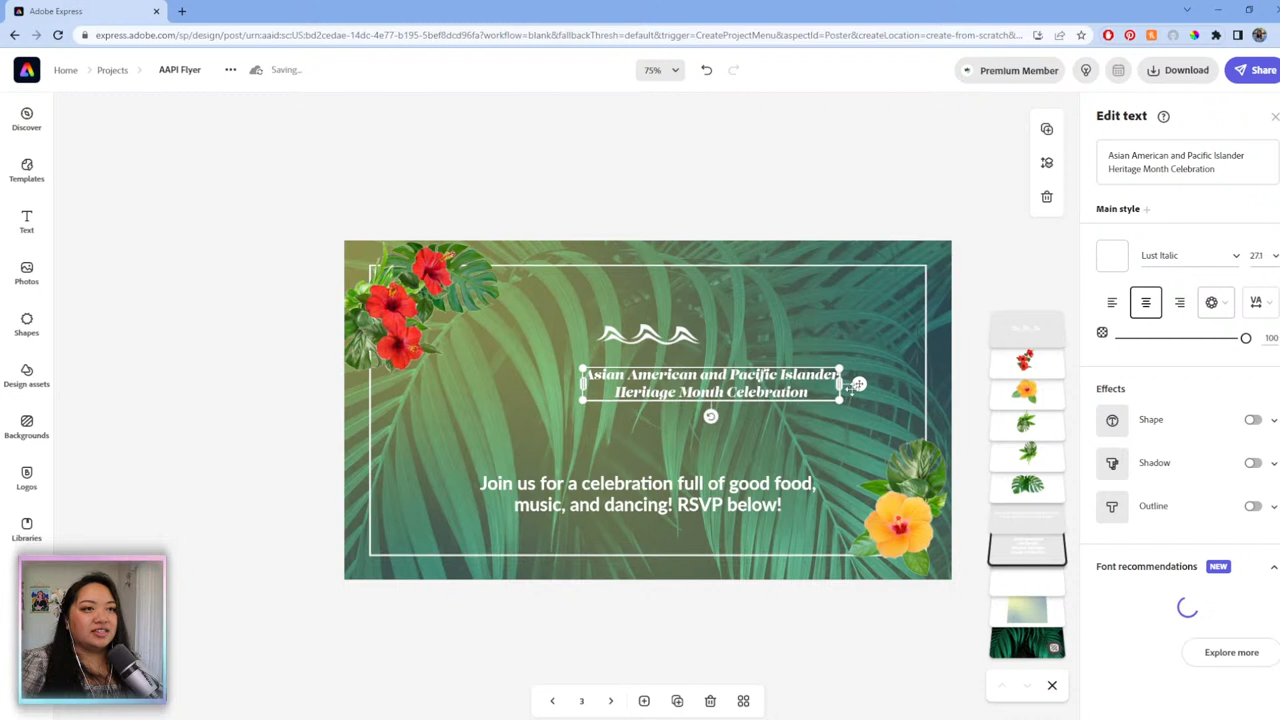 Adobe Express
express.adobe.com/sp/design/post/urn:aaid:sc:US:bd2cedae-14dc-4e77-b195-5bef8dcd96fa?workflow=blank&fallbackThresh=default&trigger=CreateProjectMenu&aspectId=Poster&createLocation=create-from-scratch&u...
Home
Projects
AAPI Flyer
Saving...
75%
Premium Member
Download
Share
Discover
Templates
Text
Photos
Shapes
Design assets
Backgrounds
Logos
Libraries
Asian American and Pacific Islander
Heritage Month Celebration
Join us for a celebration full of good food,
music, and dancing! RSVP below!
3
Edit text
Asian American and Pacific Islander
Heritage Month Celebration
Main style
Lust Italic
27.1
VA
100
Effects
Shape
Shadow
Outline
Font recommendations
NEW
Explore more